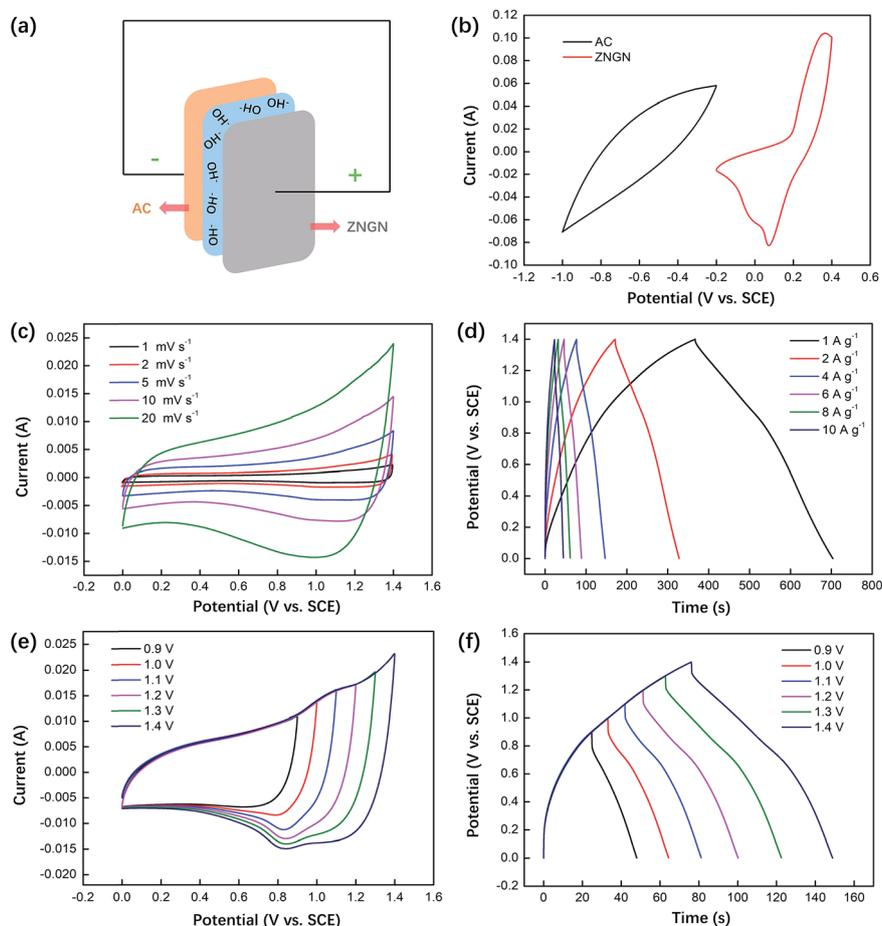 (a)
OH-
·HO
OH-
OH-
OH-
·HO
·HO
-
+
AC
ZNGN
(b)
0.12
0.10
0.08
0.06
0.04
0.02
0.00
-0.02
-0.04
-0.06
-0.08
-0.10
Current (A)
AC
ZNGN
-1.2 -1.0 -0.8 -0.6 -0.4 -0.2 0.0 0.2 0.4 0.6
Potential (V vs. SCE)
(c)
0.025
0.020
0.015
0.010
0.005
0.000
-0.005
-0.010
-0.015
Current (A)
1 mV s⁻¹
2 mV s⁻¹
5 mV s⁻¹
10 mV s⁻¹
20 mV s⁻¹
-0.2 0.0 0.2 0.4 0.6 0.8 1.0 1.2 1.4 1.6
Potential (V vs. SCE)
(d)
1.4
1.2
1.0
0.8
0.6
0.4
0.2
0.0
Potential (V vs. SCE)
1 A g⁻¹
2 A g⁻¹
4 A g⁻¹
6 A g⁻¹
8 A g⁻¹
10 A g⁻¹
0 100 200 300 400 500 600 700 800
Time (s)
(e)
0.025
0.020
0.015
0.010
0.005
0.000
-0.005
-0.010
-0.015
-0.020
Current (A)
0.9 V
1.0 V
1.1 V
1.2 V
1.3 V
1.4 V
0.0 0.2 0.4 0.6 0.8 1.0 1.2 1.4 1.6
Potential (V vs. SCE)
(f)
1.6
1.4
1.2
1.0
0.8
0.6
0.4
0.2
0.0
-0.2
Potential (V vs. SCE)
0.9 V
1.0 V
1.1 V
1.2 V
1.3 V
1.4 V
0 20 40 60 80 100 120 140 160
Time (s)